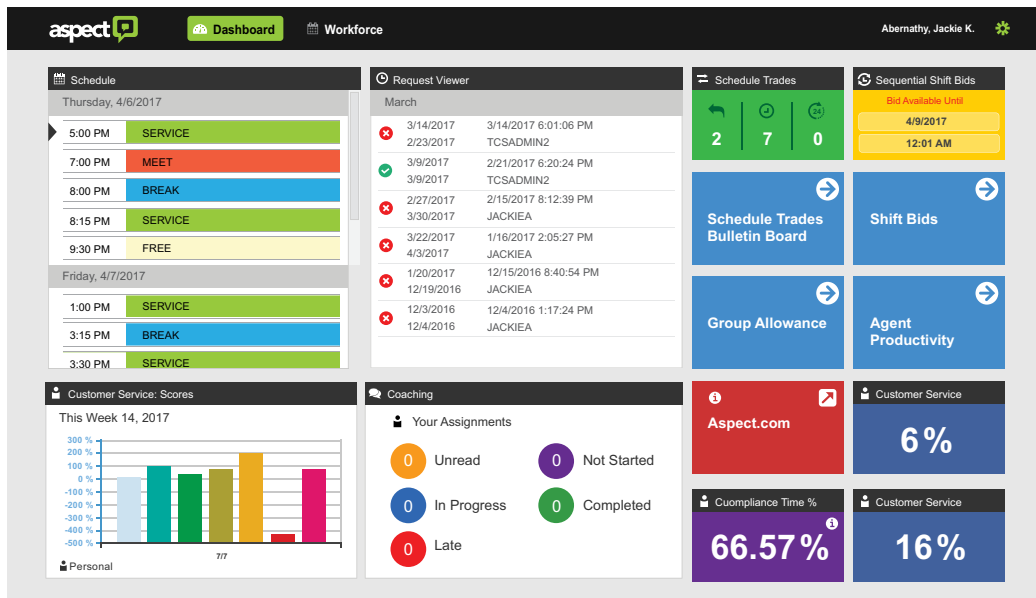 aspect
Dashboard
Workforce
Abernathy, Jackie K.
Schedule
Thursday, 4/6/2017
5:00 PM SERVICE
7:00 PM MEET
8:00 PM BREAK
8:15 PM SERVICE
9:30 PM FREE
Friday, 4/7/2017
1:00 PM SERVICE
3:15 PM BREAK
3:30 PM SERVICE
Request Viewer
March
3/14/2017 3/14/2017 6:01:06 PM
2/23/2017 TCSADMIN2
3/9/2017 2/21/2017 6:20:24 PM
3/9/2017 TCSADMIN2
2/27/2017 2/15/2017 8:12:39 PM
3/30/2017 JACKIEA
3/22/2017 1/16/2017 2:05:27 PM
4/3/2017 JACKIEA
1/20/2017 12/15/2016 8:40:54 PM
12/19/2016 JACKIEA
12/3/2016 12/4/2016 1:17:24 PM
12/4/2016 JACKIEA
Schedule Trades
24
2 7 0
Sequential Shift Bids
Bid Available Until
4/9/2017
12:01 AM
Schedule Trades
Bulletin Board
Shift Bids
Group Allowance
Agent
Productivity
Customer Service: Scores
This Week 14, 2017
300 %
200 %
100 %
0 %
-100 %
-200 %
-300 %
-400 %
-500 %
7/7
Personal
Coaching
Your Assignments
0 Unread
0 Not Started
0 In Progress
0 Completed
0 Late
Aspect.com
Customer Service
6%
Cuompliance Time %
66.57%
Customer Service
16%